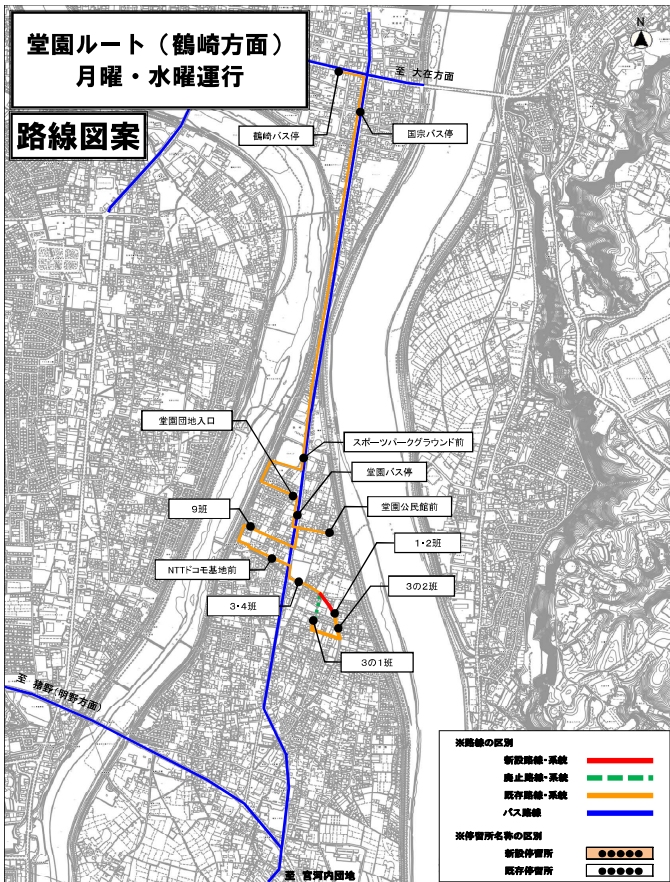 堂園ルート（鶴崎方面）
月曜・水曜運行
路線図案
N
至 大在方面
鶴崎バス停
国宗バス停
堂園団地入口
スポーツパークグラウンド前
堂園バス停
9班
堂園公民館前
1・2班
NTTドコモ基地前
3の2班
3・4班
3の1班
至 猪野(明野方面)
至 宮河内団地
※路線の区別
新設路線・系統
廃止路線・系統
既存路線・系統
バス路線
※停留所名称の区別
新設停留所 ●●●●●
既存停留所 ●●●●●